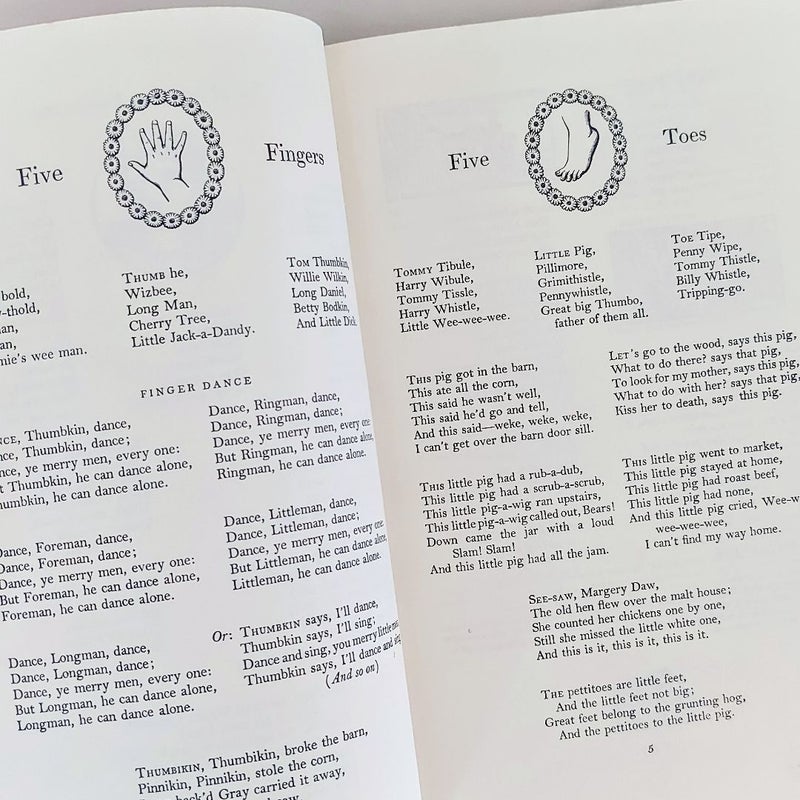 Five Fingers
bold,
-thold,
an,
an,
nie's wee man.
THUMB he,
Wizbee,
Long Man,
Cherry Tree,
Little Jack-a-Dandy.
TOM Thumbkin,
Willie Wilkin,
Long Daniel,
Betty Bodkin,
And Little Dick.
FINGER DANCE
NCE, Thumbkin, dance,
ce, Thumbkin, dance;
nce, ye merry men, every one:
t Thumbkin, he can dance alone,
humbkin, he can dance alone.
Dance, Foreman, dance,
Dance, Foreman, dance;
Dance, ye merry men, every one:
But Foreman, he can dance alone,
Foreman, he can dance alone.
Dance, Longman, dance,
Dance, Longman, dance;
Dance, ye merry men, every one:
But Longman, he can dance alone,
Longman, he can dance alone.
Dance, Ringman, dance,
Dance, Ringman, dance;
Dance, ye merry men, every one:
But Ringman, he can dance alone,
Ringman, he can dance alone.
Dance, Littleman, dance,
Dance, Littleman, dance;
Dance, ye merry men, every one:
But Littleman, he can dance alone,
Littleman, he can dance alone.
Or: THUMBKIN says, I'll dance,
Thumbkin says, I'll sing;
Dance and sing, you merry little men,
Thumbkin says, I'll dance and sing.
(And so on)
THUMBIKIN, Thumbikin, broke the barn,
Pinnikin, Pinnikin, stole the corn,
back'd Gray carried it away,
Five Toes
TOMMY Tibule,
Harry Wibule,
Tommy Tissle,
Harry Whistle,
Little Wee-wee-wee.
LITTLE Pig,
Pillimore,
Grimithistle,
Pennywhistle,
Great big Thumbo,
father of them all.
TOE Tipe,
Penny Wipe,
Tommy Thistle,
Billy Whistle,
Tripping-go.
THIS pig got in the barn,
This ate all the corn,
This said he wasn't well,
This said he'd go and tell,
And this said—weke, weke, weke,
I can't get over the barn door sill.
LET'S go to the wood, says this pig,
What to do there? says that pig,
To look for my mother, says this pig,
What to do with her? says that pig,
Kiss her to death, says this pig.
THIS little pig had a rub-a-dub,
This little pig had a scrub-a-scrub,
This little pig-a-wig ran upstairs,
This little pig-a-wig called out, Bears!
Down came the jar with a loud
Slam! Slam!
And this little pig had all the jam.
THIS little pig went to market,
This little pig stayed at home,
This little pig had roast beef,
This little pig had none,
And this little pig cried, Wee-w
wee-wee-wee,
I can't find my way home.
SEE-SAW, Margery Daw,
The old hen flew over the malt house;
She counted her chickens one by one,
Still she missed the little white one,
And this is it, this is it, this is it.
THE pettitoes are little feet,
And the little feet not big;
Great feet belong to the grunting hog,
And the pettitoes to the little pig.
5